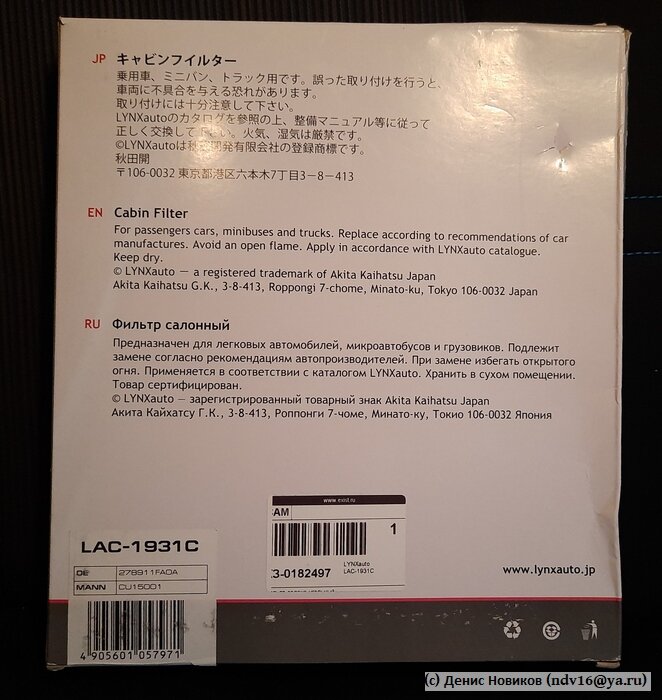 JP キャビンフイルター
乗用車、ミニバン、トラック用です。誤った取り付けを行うと、
車両に不具合を与える恐れがあります。
取り付けには十分注意して下さい。
LYNXautoのカタログを参照の上、整備マニュアル等に従って
正しく交換して下さい。火気、湿気は厳禁です。
©LYNXautoは秋田開発有限会社の登録商標です。
秋田開
〒106-0032 東京都港区六本木7丁目3-8-413
EN Cabin Filter
For passengers cars, minibuses and trucks. Replace according to recommendations of car
manufactures. Avoid an open flame. Apply in accordance with LYNXauto catalogue.
Keep dry.
© LYNXauto — a registered trademark of Akita Kaihatsu Japan
Akita Kaihatsu G.K., 3-8-413, Roppongi 7-chome, Minato-ku, Tokyo 106-0032 Japan
RU Фильтр салонный
Предназначен для легковых автомобилей, микроавтобусов и грузовиков. Подлежит
замене согласно рекомендациям автопроизводителей. При замене избегать открытого
огня. Применяется в соответствии с каталогом LYNXauto. Хранить в сухом помещении.
Товар сертифицирован.
© LYNXauto — зарегистрированный товарный знак Akita Kaihatsu Japan
Акита Кайхатсу Г.К., 3-8-413, Роппонги 7-чоме, Минато-ку, Токио 106-0032 Япония
www.exist.ru
AM
1
3-0182497
LYNXauto
LAC-1931C
LAC-1931C
OE 278911FA0A
MANN CU15001
4 905601 057971
www.lynxauto.jp
(c) Денис Новиков (ndv16@ya.ru)